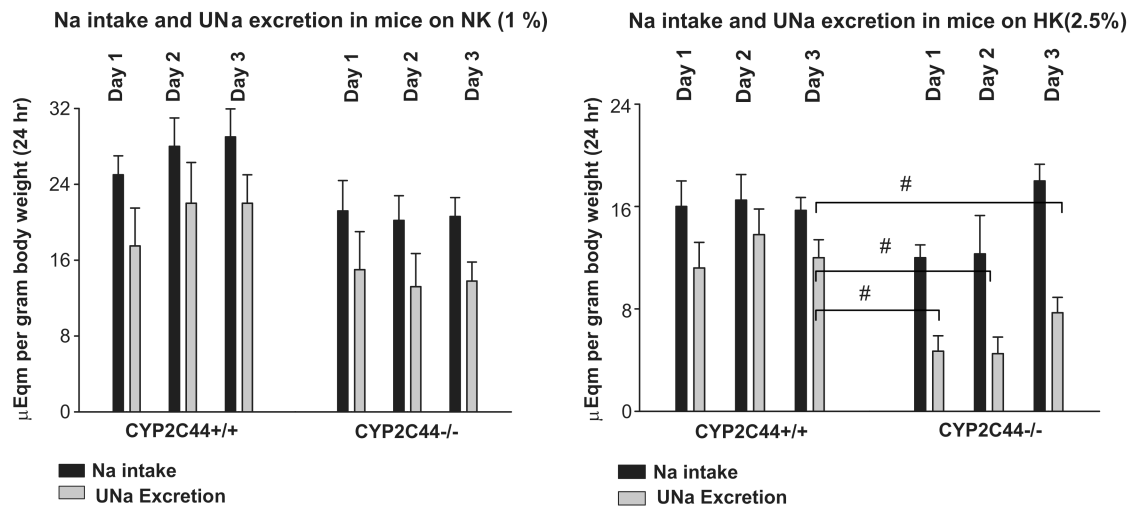 Na intake and UNa excretion in mice on NK (1 %)
Day 1
Day 2
Day 3
Day 1
Day 2
Day 3
μEqm per gram body weight (24 hr)
32
24
16
8
0
CYP2C44+/+
CYP2C44-/-
Na intake
UNa Excretion
Na intake and UNa excretion in mice on HK(2.5%)
Day 1
Day 2
Day 3
Day 1
Day 2
Day 3
μEqm per gram body weight (24 hr)
24
16
8
0
#
#
#
CYP2C44+/+
CYP2C44-/-
Na intake
UNa Excretion